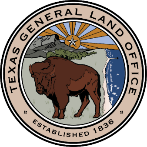 TEXAS GENERAL LAND OFFICE
ESTABLISHED 1836